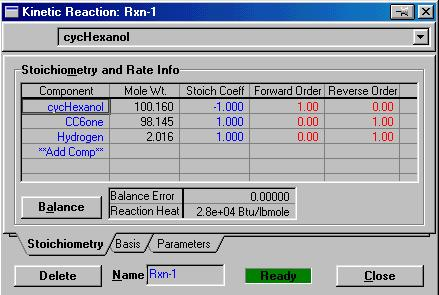 Kinetic Reaction: Rxn-1
cycHexanol
Stoichiometry and Rate Info
Component Mole Wt. Stoich Coeff Forward Order Reverse Order
cycHexanol 100.160 -1.000 1.00 0.00
CC6one 98.145 1.000 0.00 1.00
Hydrogen 2.016 1.000 0.00 1.00
**Add Comp**
Balance Balance Error 0.00000
Reaction Heat 2.8e+04 Btu/lbmole
Stoichiometry Basis Parameters
Delete Name Rxn-1 Ready Close